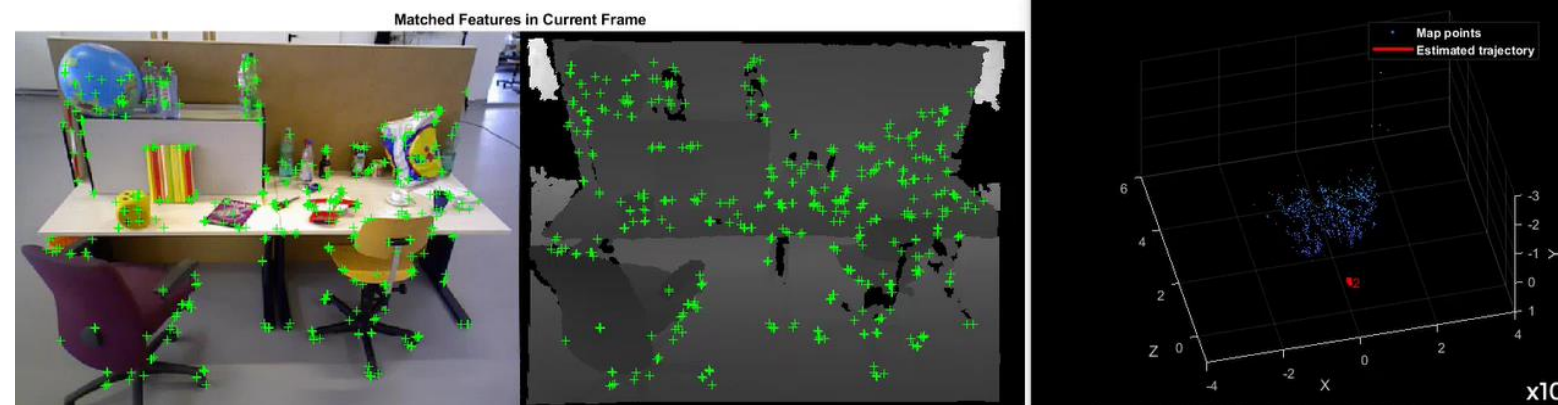 Matched Features in Current Frame
Map points
Estimated trajectory
6
4
2
0
Z
-4
-2
0
2
4
X
-3
-2
-1
0
1
Y
2
x10